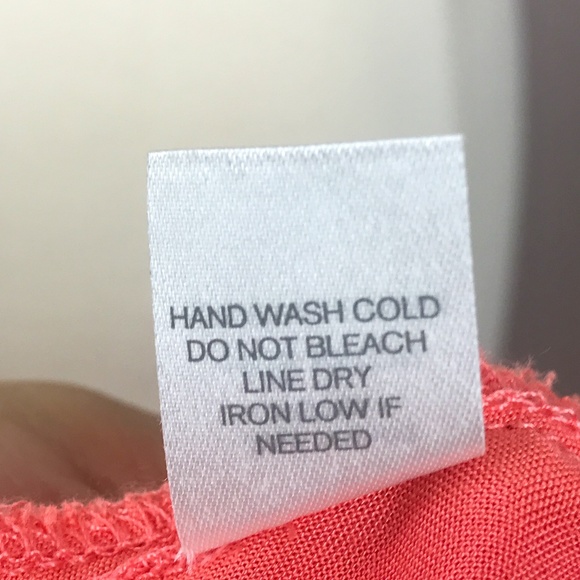 HAND WASH COLD
DO NOT BLEACH
LINE DRY
IRON LOW IF
NEEDED